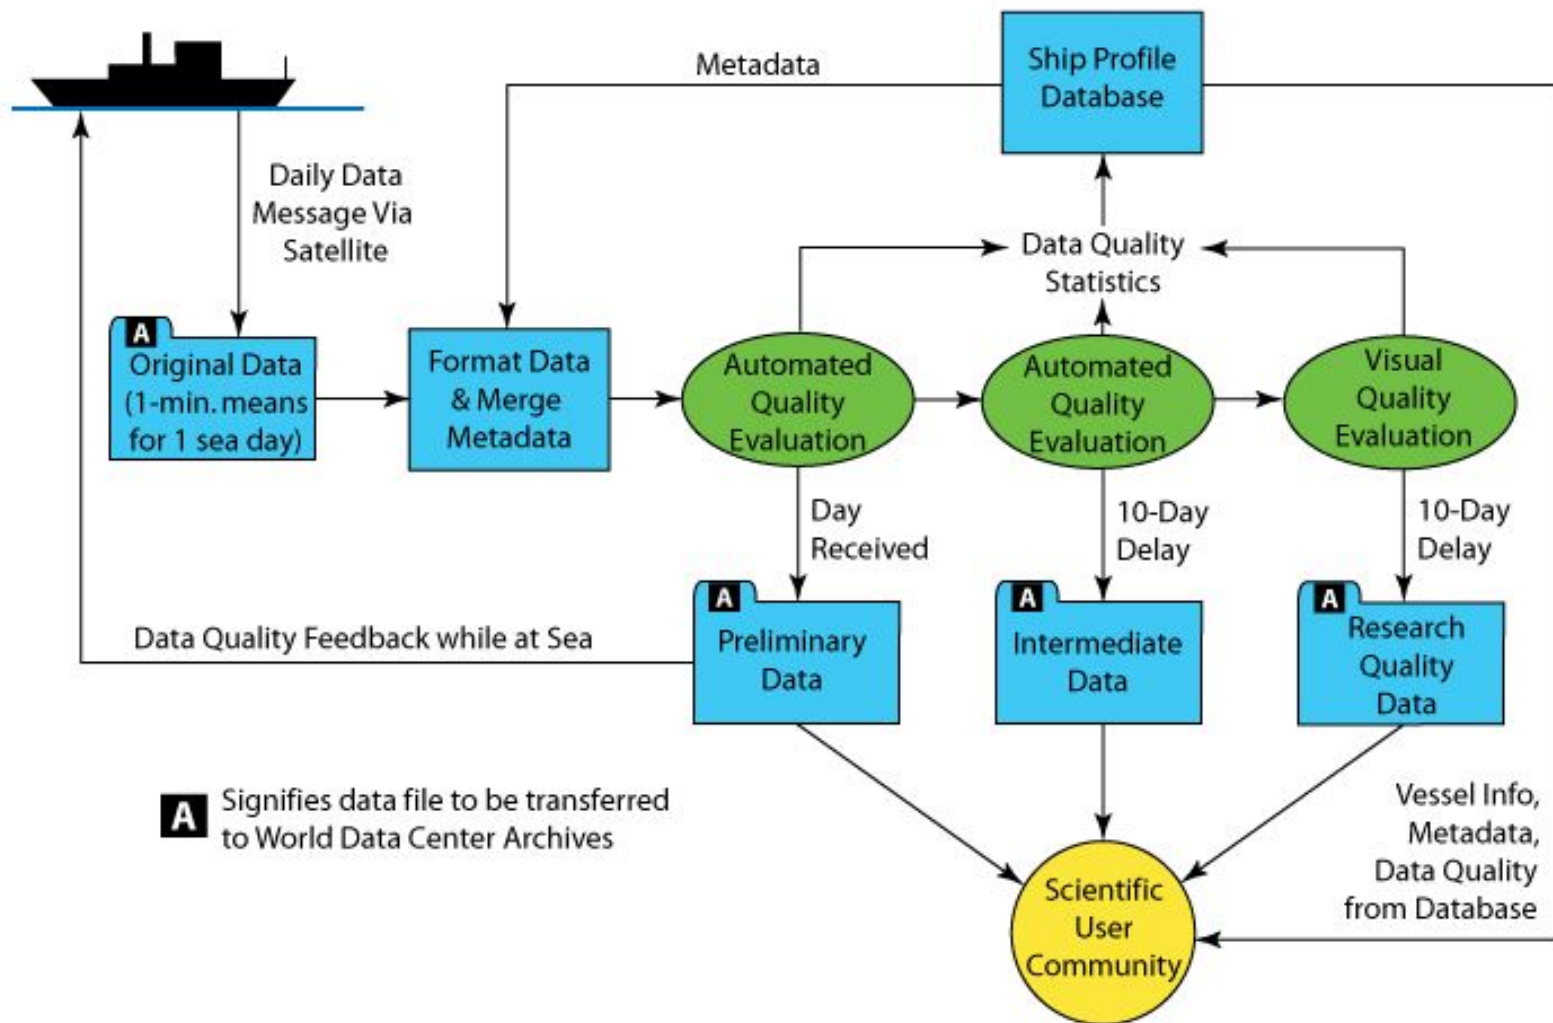 Metadata
Ship Profile
Database
Daily Data
Message Via
Satellite
Data Quality
Statistics
A
Original Data
(1-min. means
for 1 sea day)
Format Data
& Merge
Metadata
Automated
Quality
Evaluation
Automated
Quality
Evaluation
Visual
Quality
Evaluation
Day
Received
10-Day
Delay
10-Day
Delay
Data Quality Feedback while at Sea
A
Preliminary
Data
A
Intermediate
Data
A
Research
Quality
Data
A
Signifies data file to be transferred
to World Data Center Archives
Vessel Info,
Metadata,
Data Quality
from Database
Scientific
User
Community